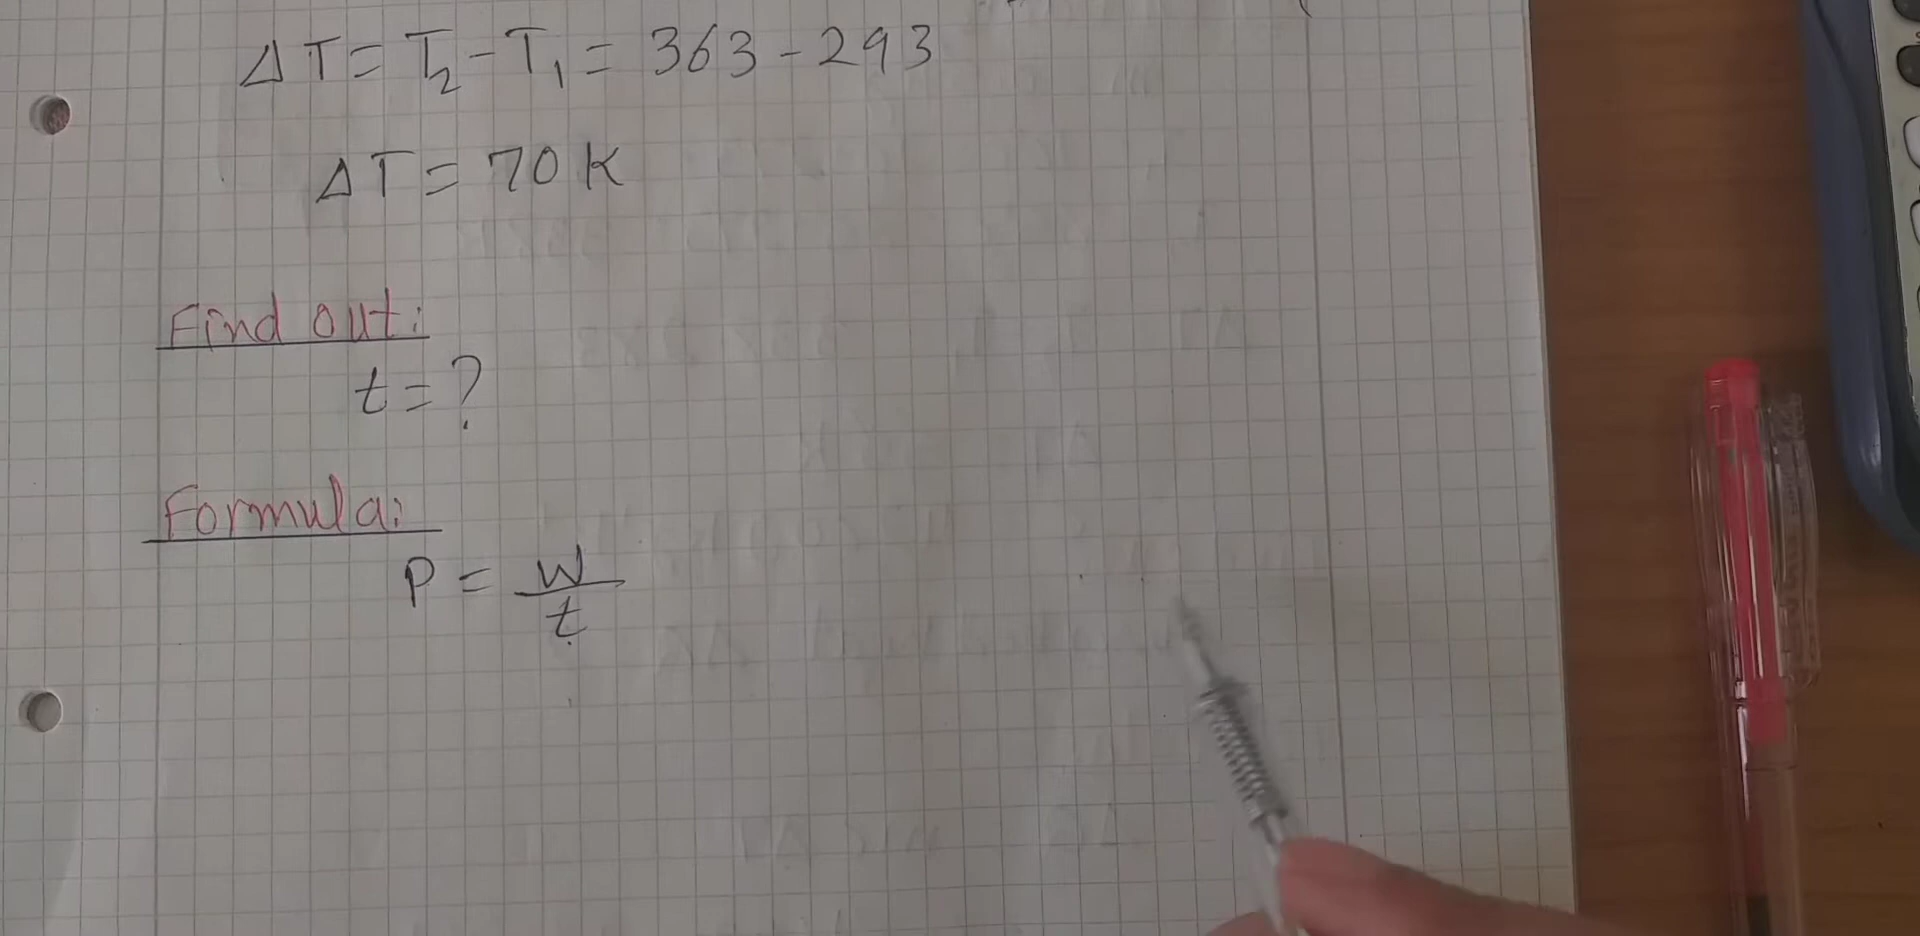 ΔT = T₂ - T₁ = 363 - 293
ΔT = 70 K
Find out:
t = ?
Formula:
P = W/t